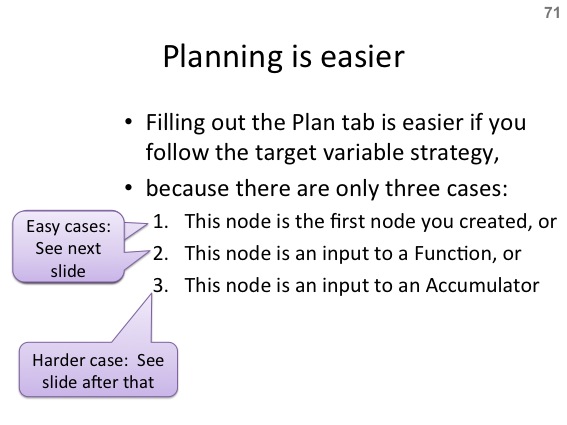 71
Planning is easier
• Filling out the Plan tab is easier if you
follow the target variable strategy,
• because there are only three cases:
1. This node is the first node you created, or
2. This node is an input to a Function, or
3. This node is an input to an Accumulator
Easy cases:
See next
slide
Harder case: See
slide after that